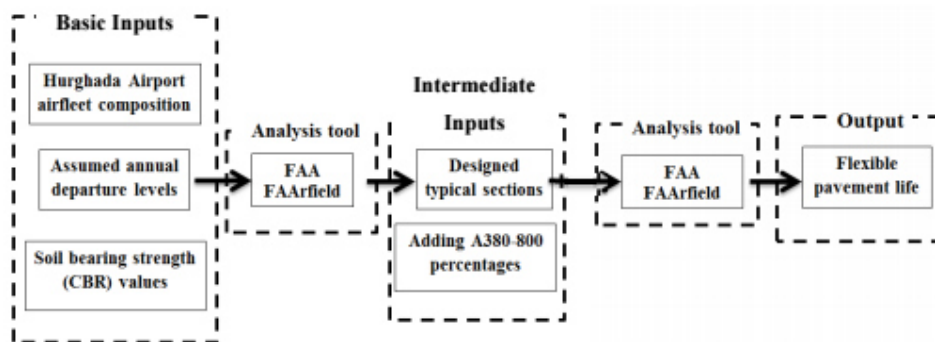 Basic Inputs
Hurghada Airport
airfleet composition
Assumed annual
departure levels
Soil bearing strength
(CBR) values
Analysis tool
FAA
FAArfield
Intermediate
Inputs
Designed
typical sections
Adding A380-800
percentages
Analysis tool
FAA
FAArfield
Output
Flexible
pavement life